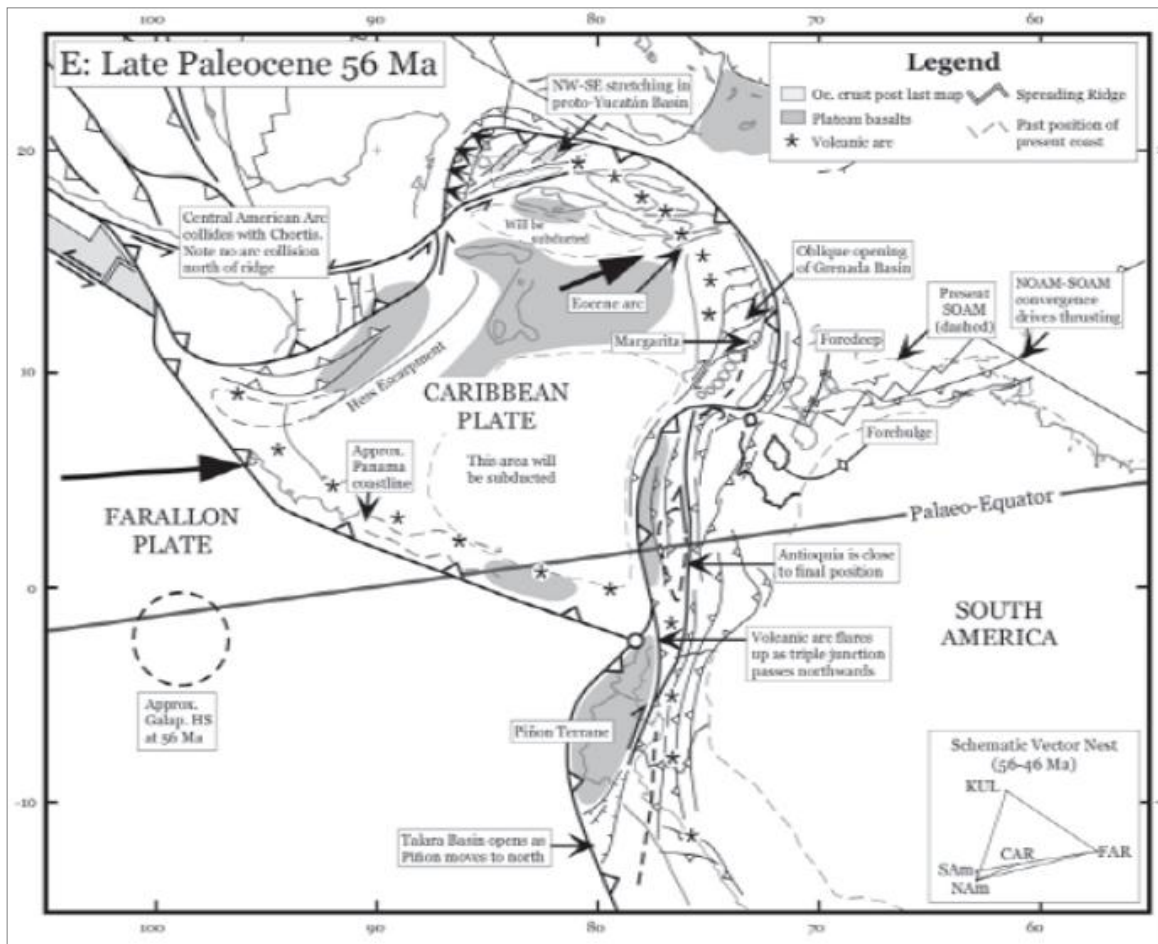 100
90
80
70
60
E: Late Paleocene 56 Ma
NW-SE stretching in
proto-Yucatán Basin
Legend
Oc. crust post last map
Plateau basalts
Volcanic arc
Spreading Ridge
Past position of
present coast
20
Central American Arc
collides with Chortis.
Note no arc collision
north of ridge
Will be
subducted
Eocene arc
Oblique opening
of Grenada Basin
Margarita
Present
SOAM
(dashed)
NOAM-SOAM
convergence
drives thrusting
Foredeep
10
Hess Escarpment
CARIBBEAN
PLATE
Forebulge
Approx.
Panama
coastline
This area will
be subducted
FARALLON
PLATE
Palaeo-Equator
Antioquia is close
to final position
0
SOUTH
AMERICA
Volcanic arc flares
up as triple junction
passes northwards
Approx.
Galap. HS
at 56 Ma
Piñon Terrane
Schematic Vector Nest
(56-46 Ma)
KUL
CAR
FAR
SAm
NAm
-10
Talara Basin opens as
Piñon moves to north
100
90
80
70
60